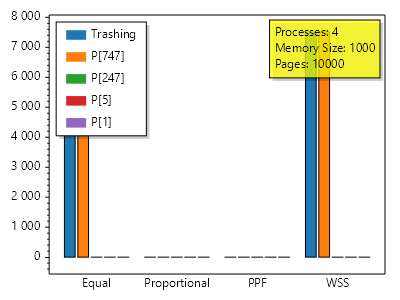 8 000
7 000
6 000
5 000
4 000
3 000
2 000
1 000
0
Trashing
P[747]
P[247]
P[5]
P[1]
Processes: 4
Memory Size: 1000
Pages: 10000
Equal Proportional PPF WSS